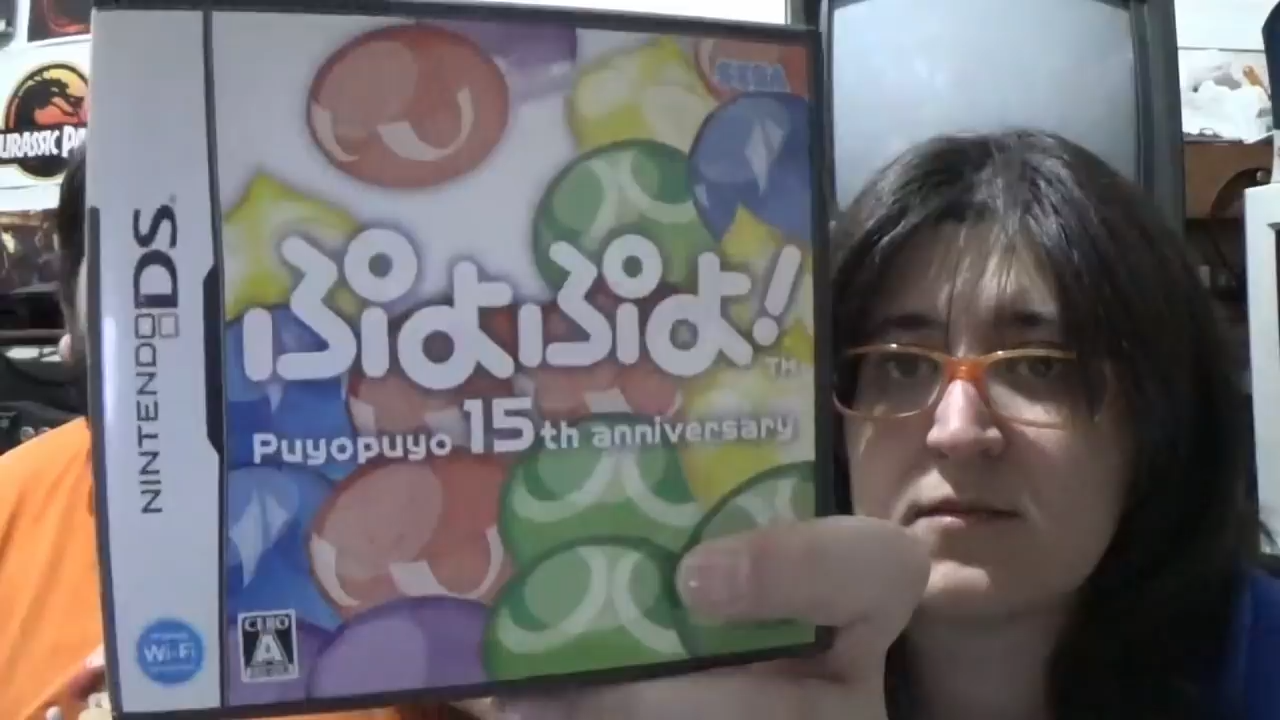 JURASSIC PA
NINTENDO DS
SEGA
ぷよぷよ!
TM
Puyopuyo 15th anniversary
Wi-Fi
CERO
A